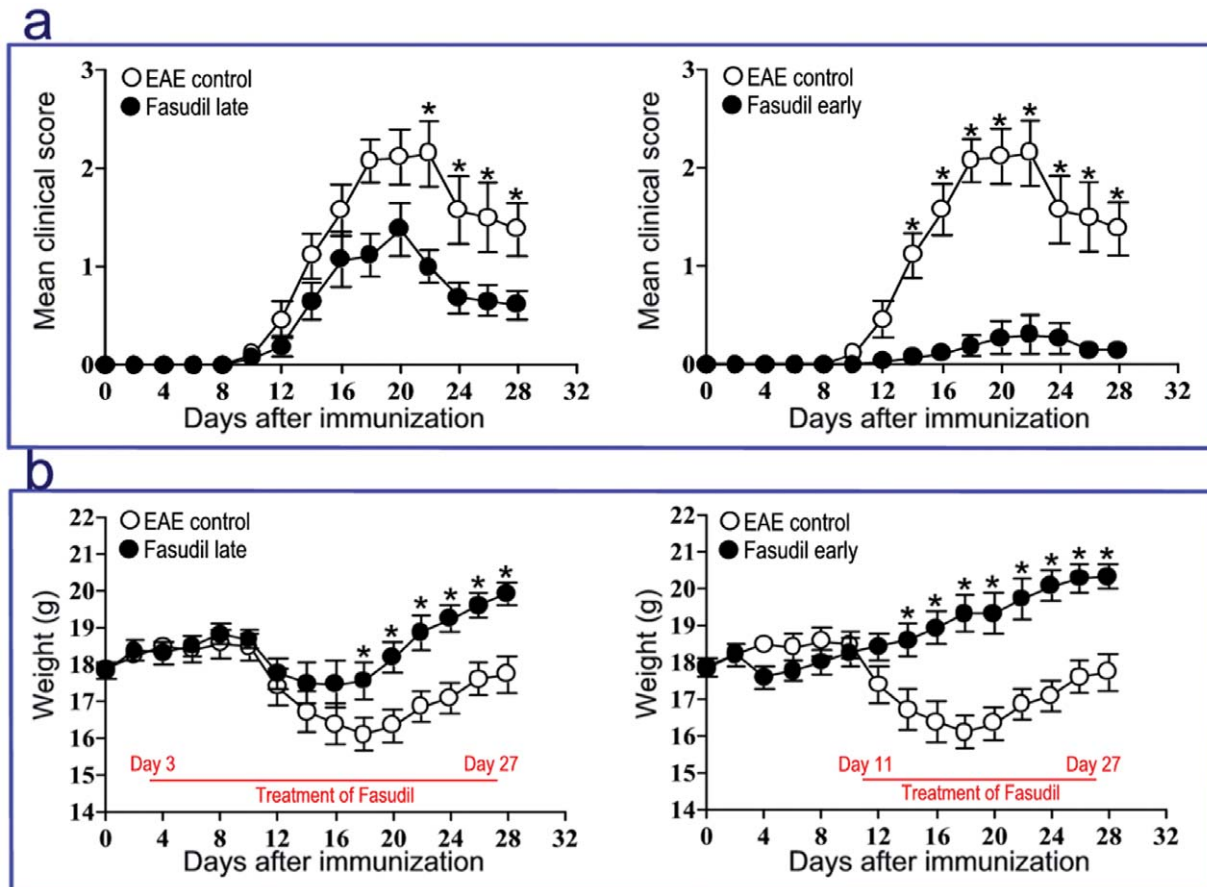 a
EAE control
Fasudil late
Mean clinical score
3
2
1
0
* * * *
0 4 8 12 16 20 24 28 32
Days after immunization
EAE control
Fasudil early
Mean clinical score
3
2
1
0
* * * * * * * *
0 4 8 12 16 20 24 28 32
Days after immunization
b
EAE control
Fasudil late
Weight (g)
22
21
20
19
18
17
16
15
14
* * * * * *
Day 3 Day 27
Treatment of Fasudil
0 4 8 12 16 20 24 28 32
Days after immunization
EAE control
Fasudil early
Weight (g)
22
21
20
19
18
17
16
15
14
* * * * * * * *
Day 11 Day 27
Treatment of Fasudil
0 4 8 12 16 20 24 28 32
Days after immunization